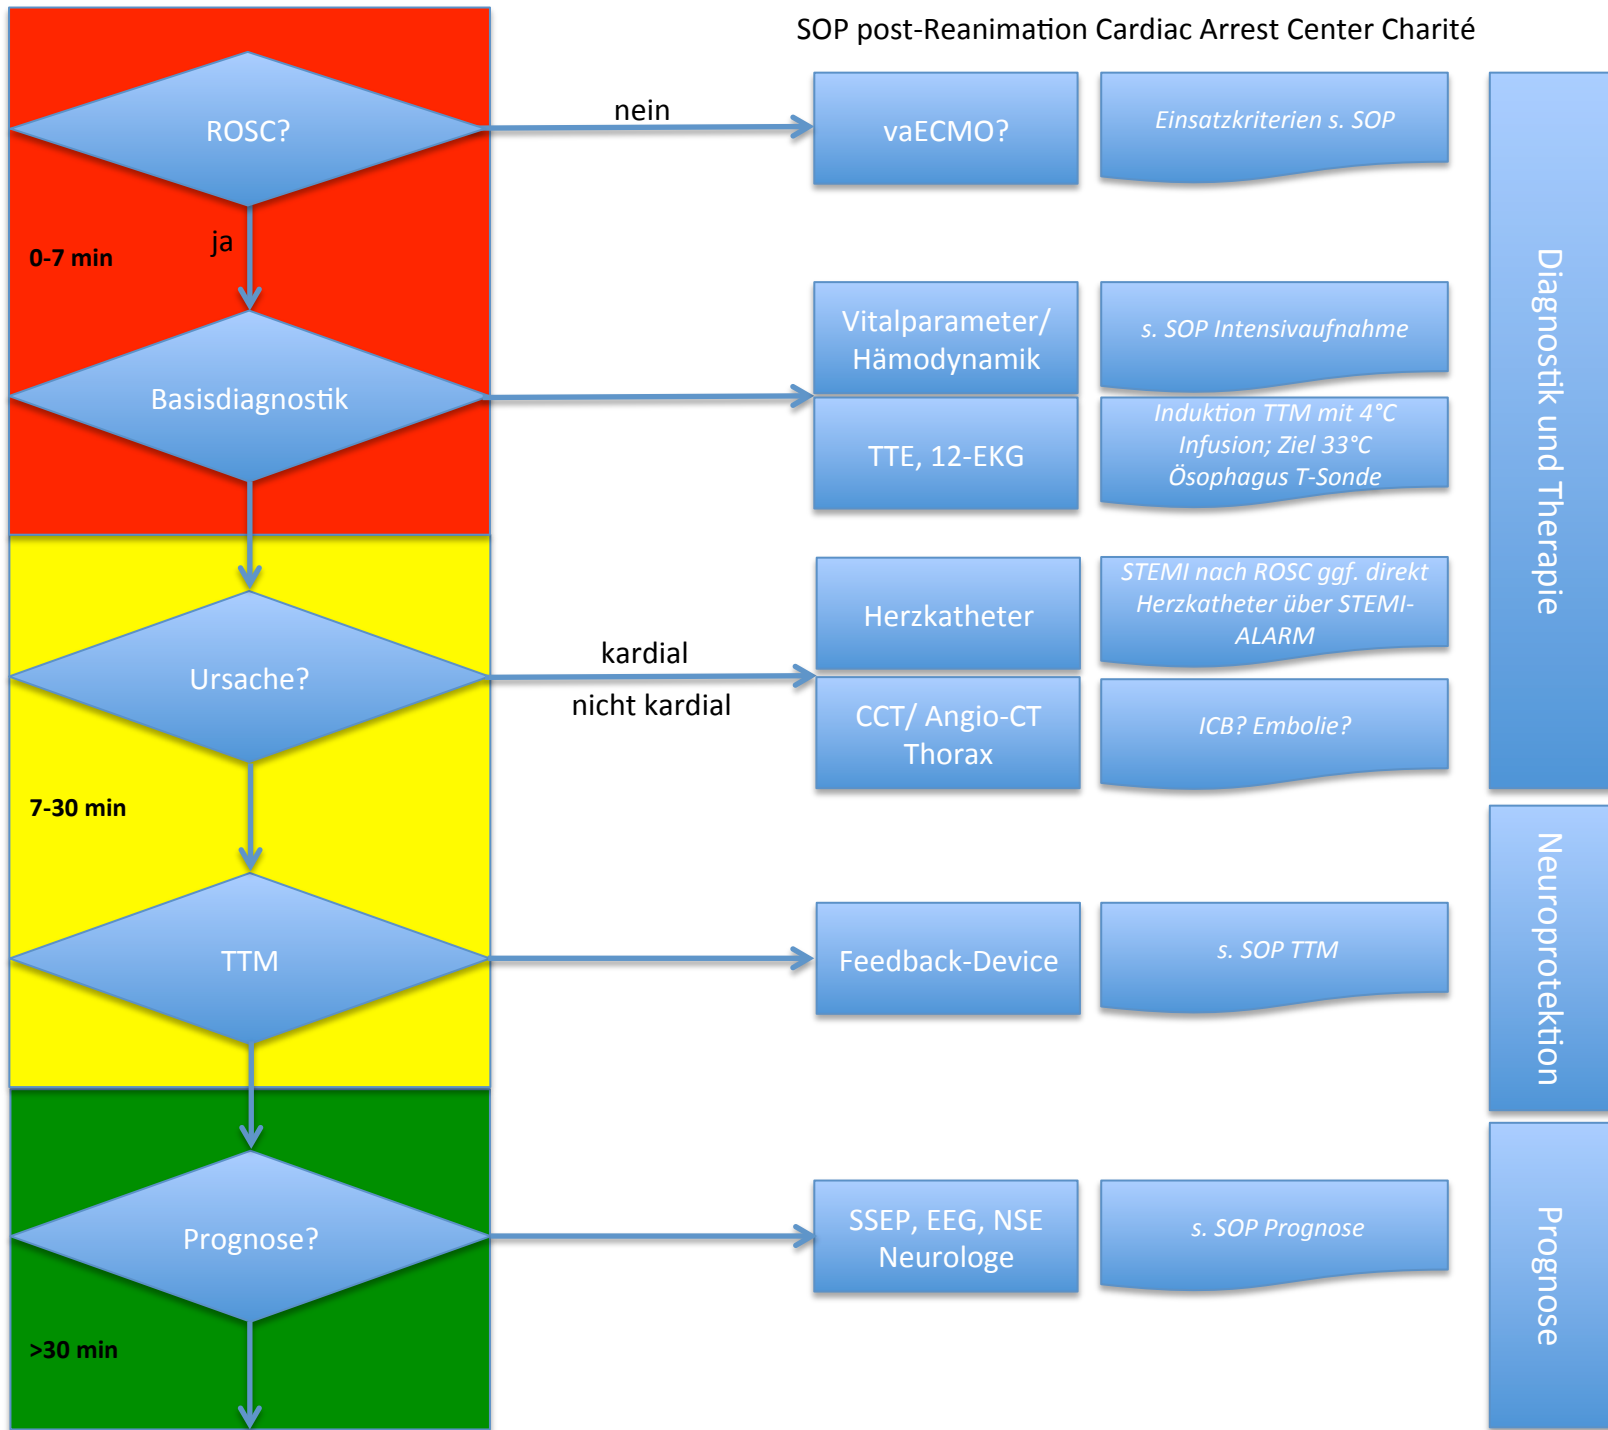 SOP post-Reanimation Cardiac Arrest Center Charité
ROSC?
nein
vaECMO?
Einsatzkriterien s. SOP
ja
0-7 min
Basisdiagnostik
Vitalparameter/
Hämodynamik
s. SOP Intensivaufnahme
TTE, 12-EKG
Induktion TTM mit 4°C
Infusion; Ziel 33°C
Ösophagus T-Sonde
Diagnostik und Therapie
Ursache?
kardial
nicht kardial
Herzkatheter
STEMI nach ROSC ggf. direkt
Herzkatheter über STEMI-
ALARM
CCT/ Angio-CT
Thorax
ICB? Embolie?
7-30 min
TTM
Feedback-Device
s. SOP TTM
Neuroprotektion
Prognose?
SSEP, EEG, NSE
Neurologe
s. SOP Prognose
Prognose
>30 min